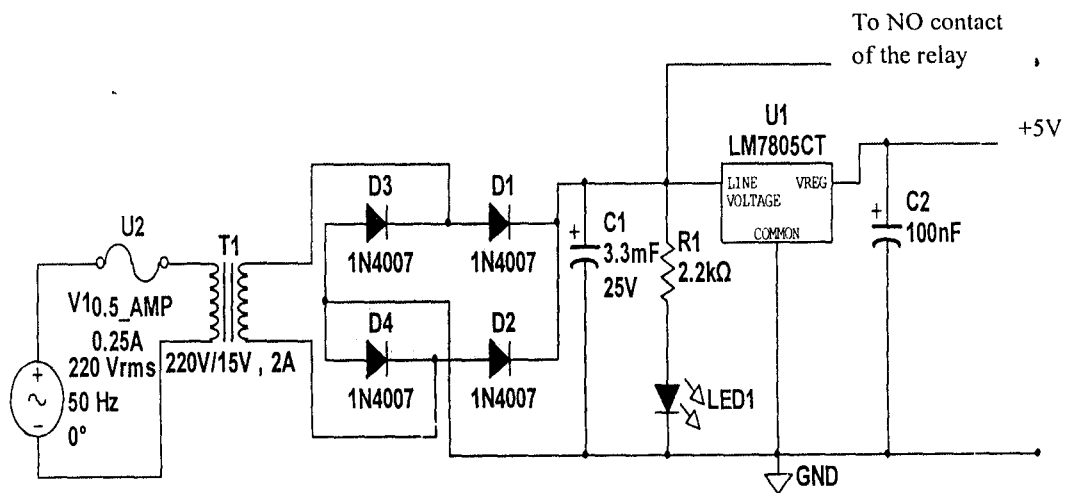 To NO contact
of the relay
U1
LM7805CT
+5V
LINE
VOLTAGE
VREG
COMMON
D3
D1
1N4007
1N4007
C1
3.3mF
25V
R1
2.2kΩ
C2
100nF
U2
T1
V1
0.5_AMP
0.25A
220 Vrms
50 Hz
0°
220V/15V , 2A
D4
D2
1N4007
1N4007
LED1
GND